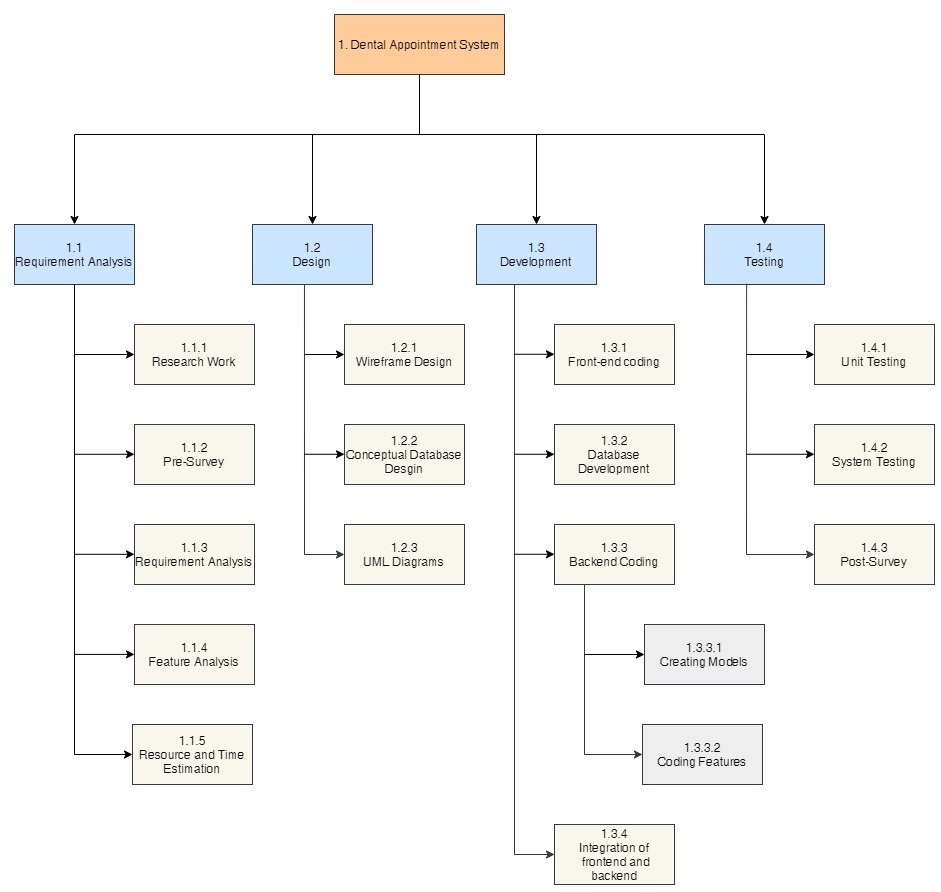 1. Dental Appointment System
1.1
Requirement Analysis
1.2
Design
1.3
Development
1.4
Testing
1.1.1
Research Work
1.1.2
Pre-Survey
1.1.3
Requirement Analysis
1.1.4
Feature Analysis
1.1.5
Resource and Time
Estimation
1.2.1
Wireframe Design
1.2.2
Conceptual Database
Desgin
1.2.3
UML Diagrams
1.3.1
Front-end coding
1.3.2
Database
Development
1.3.3
Backend Coding
1.3.3.1
Creating Models
1.3.3.2
Coding Features
1.3.4
Integration of
frontend and
backend
1.4.1
Unit Testing
1.4.2
System Testing
1.4.3
Post-Survey